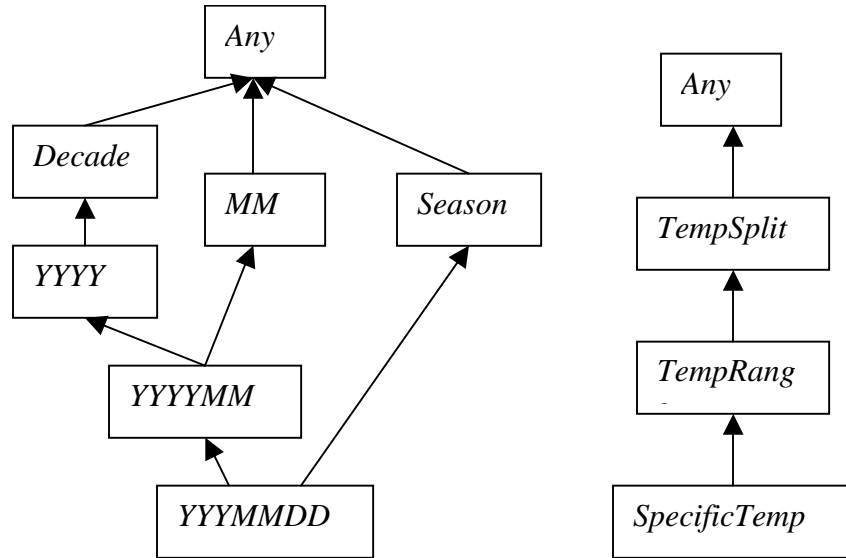 Any
Decade
MM
Season
YYYY
YYYYMM
YYYMMDD
Any
TempSplit
TempRang
SpecificTemp